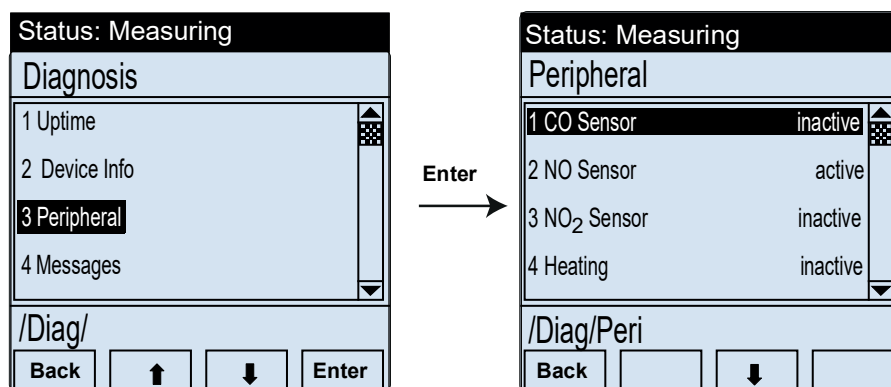 Status: Measuring
Diagnosis
1 Uptime
2 Device Info
3 Peripheral
4 Messages
/Diag/
Back Enter
Enter
Status: Measuring
Peripheral
1 CO Sensor inactive
2 NO Sensor active
3 NO₂ Sensor inactive
4 Heating inactive
/Diag/Peri
Back